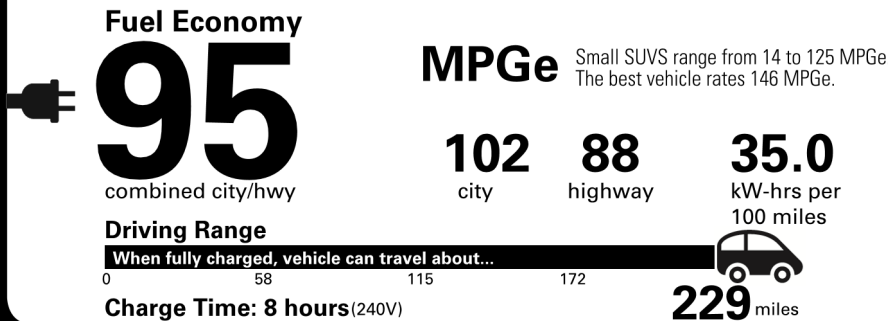 Fuel Economy
95
combined city/hwy
MPGe
Small SUVS range from 14 to 125 MPGe
The best vehicle rates 146 MPGe.
102
city
88
highway
35.0
kW-hrs per
100 miles
Driving Range
When fully charged, vehicle can travel about...
0 58 115 172
229 miles
Charge Time: 8 hours (240V)